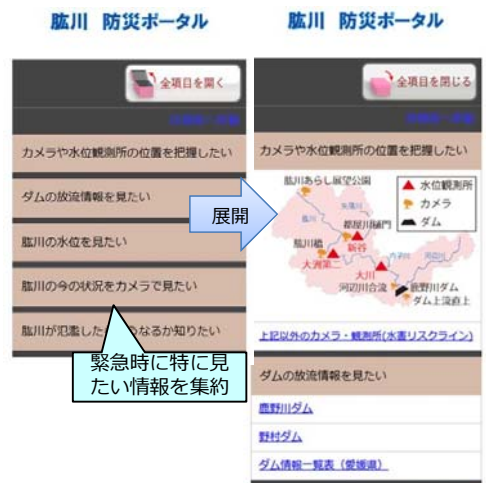 肱川 防災ポータル
全項目を開く
カメラや水位観測所の位置を把握したい
ダムの放流情報を見たい
肱川の水位を見たい
肱川の今の状況をカメラで見たい
肱川が氾濫した
なるか知りたい
緊急時に特に見
たい情報を集約
展開
肱川 防災ポータル
全項目を閉じる
カメラや水位観測所の位置を把握したい
肱川あらし展望公園
水位観測所
カメラ
ダム
矢落川
肱川
都屋川樋門
新谷
肱川橋
大洲第二
大川
河辺川合流
鹿野川ダム
ダム上流直上
上記以外のカメラ・観測所(水害リスクライン)
ダムの放流情報を見たい
鹿野川ダム
野村ダム
ダム情報一覧表（愛媛県）